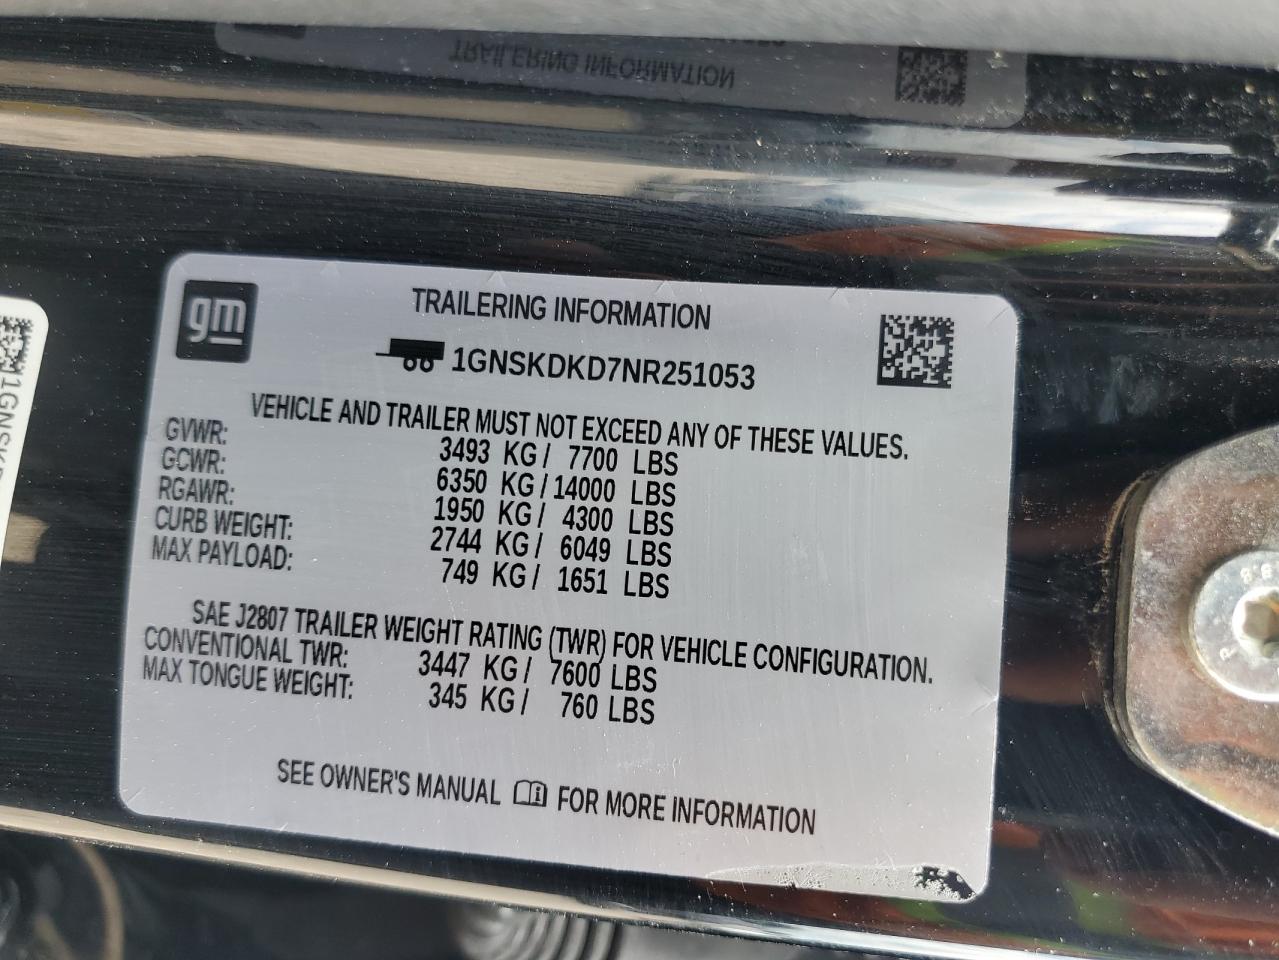 TRAILERING INFORMATION
gm
TRAILERING INFORMATION
1GNSKDKD7NR251053
VEHICLE AND TRAILER MUST NOT EXCEED ANY OF THESE VALUES.
GVWR: 3493 KG / 7700 LBS
GCWR: 6350 KG / 14000 LBS
RGAWR: 1950 KG / 4300 LBS
CURB WEIGHT: 2744 KG / 6049 LBS
MAX PAYLOAD: 749 KG / 1651 LBS
SAE J2807 TRAILER WEIGHT RATING (TWR) FOR VEHICLE CONFIGURATION.
CONVENTIONAL TWR: 3447 KG / 7600 LBS
MAX TONGUE WEIGHT: 345 KG / 760 LBS
SEE OWNER'S MANUAL FOR MORE INFORMATION